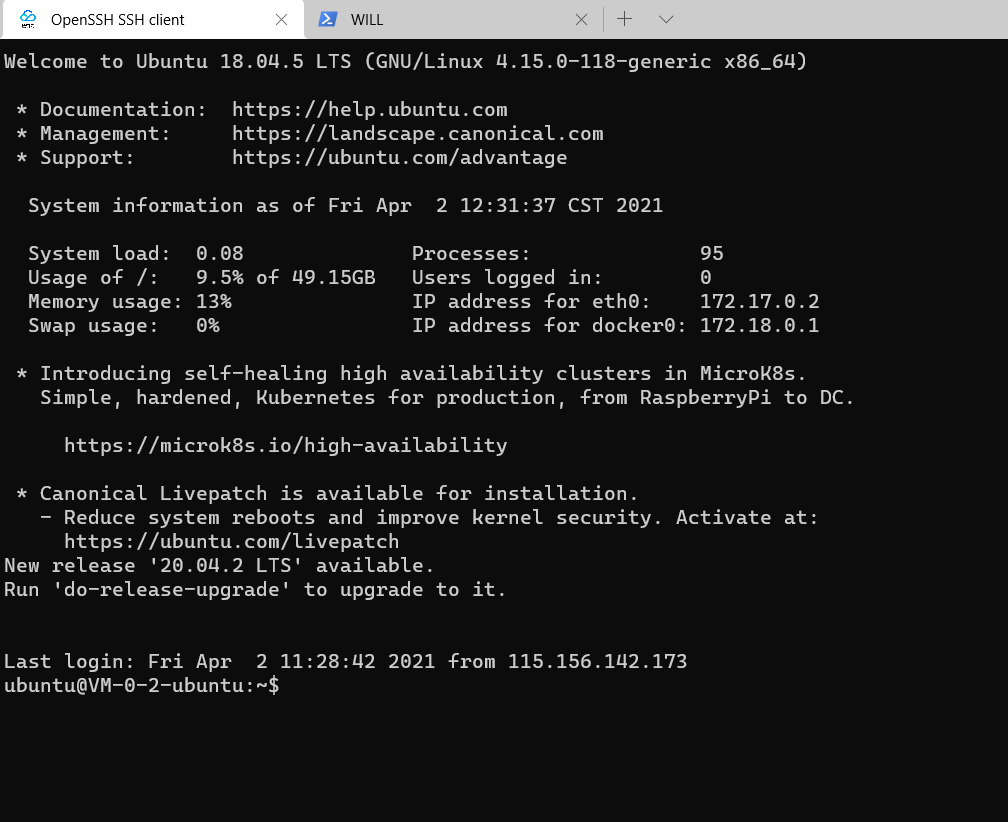 OpenSSH SSH client
WILL
Welcome to Ubuntu 18.04.5 LTS (GNU/Linux 4.15.0-118-generic x86_64)
* Documentation:  https://help.ubuntu.com
* Management:     https://landscape.canonical.com
* Support:        https://ubuntu.com/advantage
System information as of Fri Apr  2 12:31:37 CST 2021
System load:  0.08              Processes:              95
Usage of /:   9.5% of 49.15GB   Users logged in:        0
Memory usage: 13%               IP address for eth0:    172.17.0.2
Swap usage:   0%                IP address for docker0: 172.18.0.1
* Introducing self-healing high availability clusters in MicroK8s.
Simple, hardened, Kubernetes for production, from RaspberryPi to DC.
https://microk8s.io/high-availability
* Canonical Livepatch is available for installation.
- Reduce system reboots and improve kernel security. Activate at:
https://ubuntu.com/livepatch
New release '20.04.2 LTS' available.
Run 'do-release-upgrade' to upgrade to it.
Last login: Fri Apr  2 11:28:42 2021 from 115.156.142.173
ubuntu@VM-0-2-ubuntu:~$